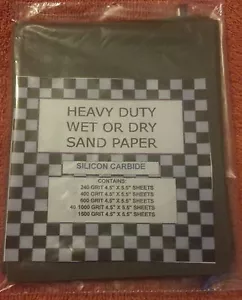 HEAVY DUTY
WET OR DRY
SAND PAPER
SILICON CARBIDE
CONTAINS:
240 GRIT 4.5" X 5.5" SHEETS
400 GRIT 4.5" X 5.5" SHEETS
600 GRIT 4.5" X 5.5" SHEETS
1000 GRIT 4.5" X 5.5" SHEETS
1500 GRIT 4.5" X 5.5" SHEETS